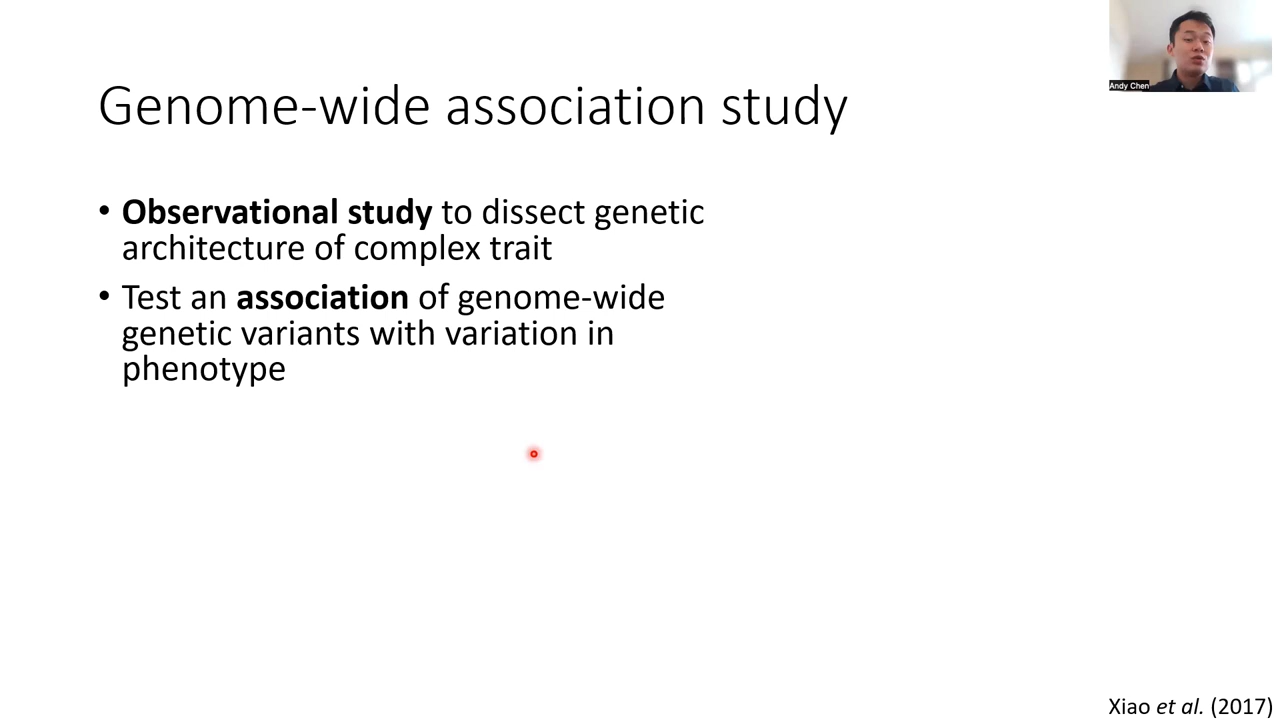 Andy Chen
Genome-wide association study
• Observational study to dissect genetic
architecture of complex trait
• Test an association of genome-wide
genetic variants with variation in
phenotype
Xiao et al. (2017)